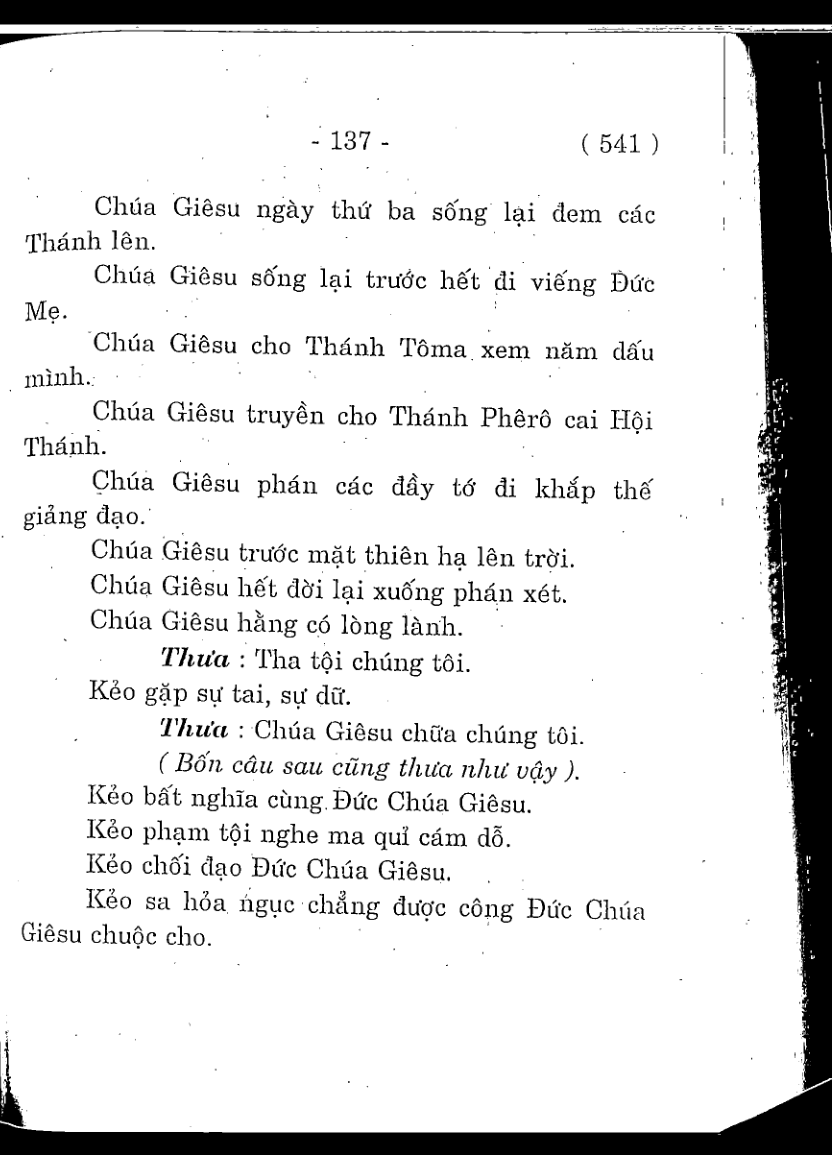 - 137 - ( 541 )
Chúa Giêsu ngày thứ ba sống lại đem các
Thánh lên.
Chúa Giêsu sống lại trước hết đi viếng Đức
Mẹ.
Chúa Giêsu cho Thánh Tôma xem năm dấu
mình.
Chúa Giêsu truyền cho Thánh Phêrô cai Hội
Thánh.
Chúa Giêsu phán các đầy tớ đi khắp thế
giảng đạo.
Chúa Giêsu trước mặt thiên hạ lên trời.
Chúa Giêsu hết đời lại xuống phán xét.
Chúa Giêsu hằng có lòng lành.
Thưa : Tha tội chúng tôi.
Kẻo gặp sự tai, sự dữ.
Thưa : Chúa Giêsu chữa chúng tôi.
( Bốn câu sau cũng thưa như vậy ).
Kẻo bất nghĩa cùng Đức Chúa Giêsu.
Kẻo phạm tội nghe ma quỉ cám dỗ.
Kẻo chối đạo Đức Chúa Giêsu.
Kẻo sa hỏa ngục chẳng được công Đức Chúa
Giêsu chuộc cho.